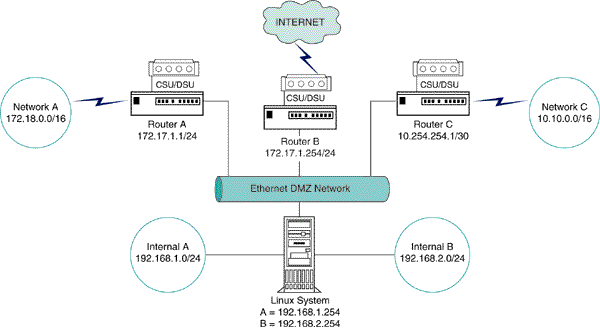 INTERNET
CSU/DSU
CSU/DSU
CSU/DSU
Network A
172.18.0.0/16
Router A
172.17.1.1/24
Router B
172.17.1.254/24
Router C
10.254.254.1/30
Network C
10.10.0.0/16
Ethernet DMZ Network
Internal A
192.168.1.0/24
Internal B
192.168.2.0/24
Linux System
A = 192.168.1.254
B = 192.168.2.254